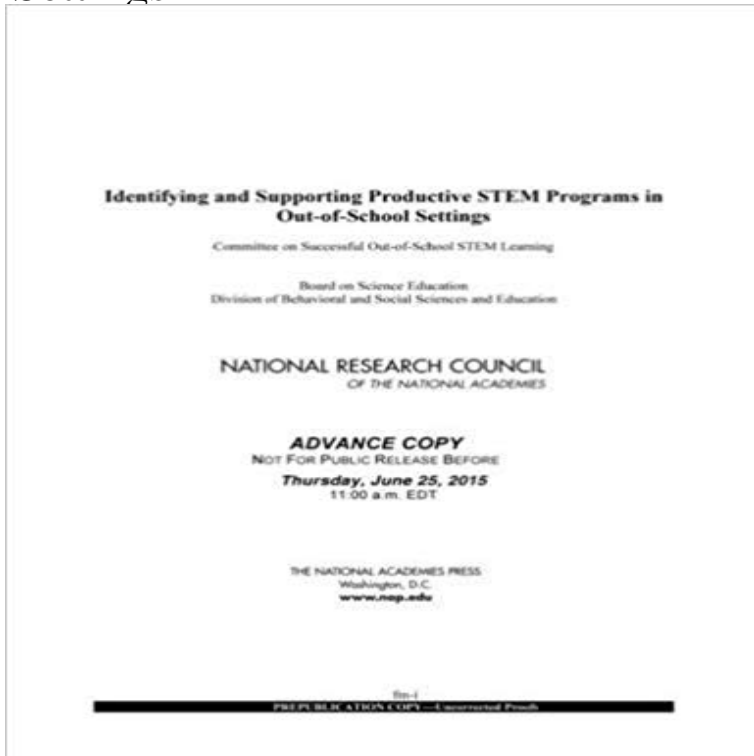 Identifying and Supporting Productive STEM Programs in
Out-of-School Settings
Committee on Successful Out-of-School STEM Learning
Board on Science Education
Division of Behavioral and Social Sciences and Education
NATIONAL RESEARCH COUNCIL
OF THE NATIONAL ACADEMIES
ADVANCE COPY
NOT FOR PUBLIC RELEASE BEFORE
Thursday, June 25, 2015
11:00 a.m. EDT
THE NATIONAL ACADEMIES PRESS
Washington, D.C.
www.nap.edu
fm-i
PREPUBLICATION COPY—Uncorrected Proofs